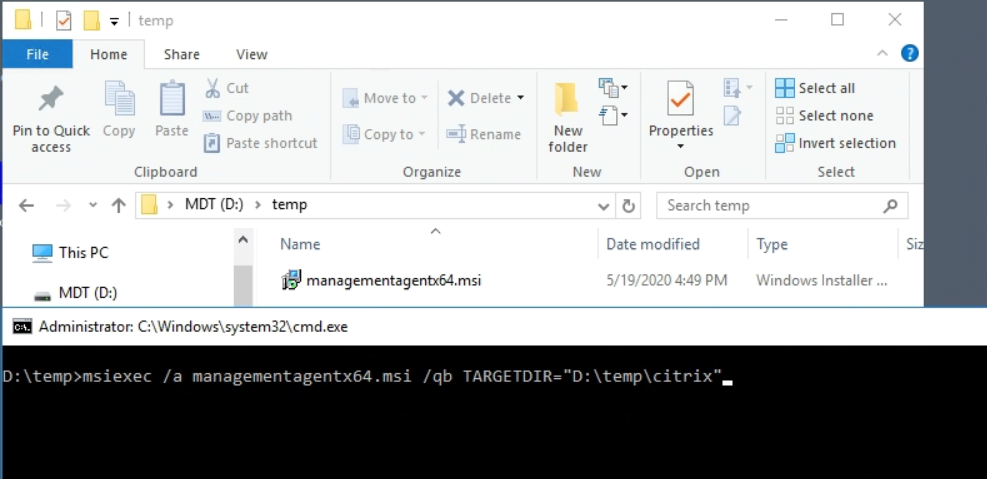 temp
File Home Share View
Pin to Quick access
Copy
Paste
Cut
Copy path
Paste shortcut
Clipboard
Move to
Copy to
Delete
Rename
Organize
New folder
New
Properties
Open
Select all
Select none
Invert selection
Select
MDT (D:) > temp
Search temp
This PC
MDT (D:)
Name Date modified Type Siz
managementagentx64.msi 5/19/2020 4:49 PM Windows Installer ...
Administrator: C:\Windows\system32\cmd.exe
D:\temp>msiexec /a managementagentx64.msi /qb TARGETDIR="D:\temp\citrix"